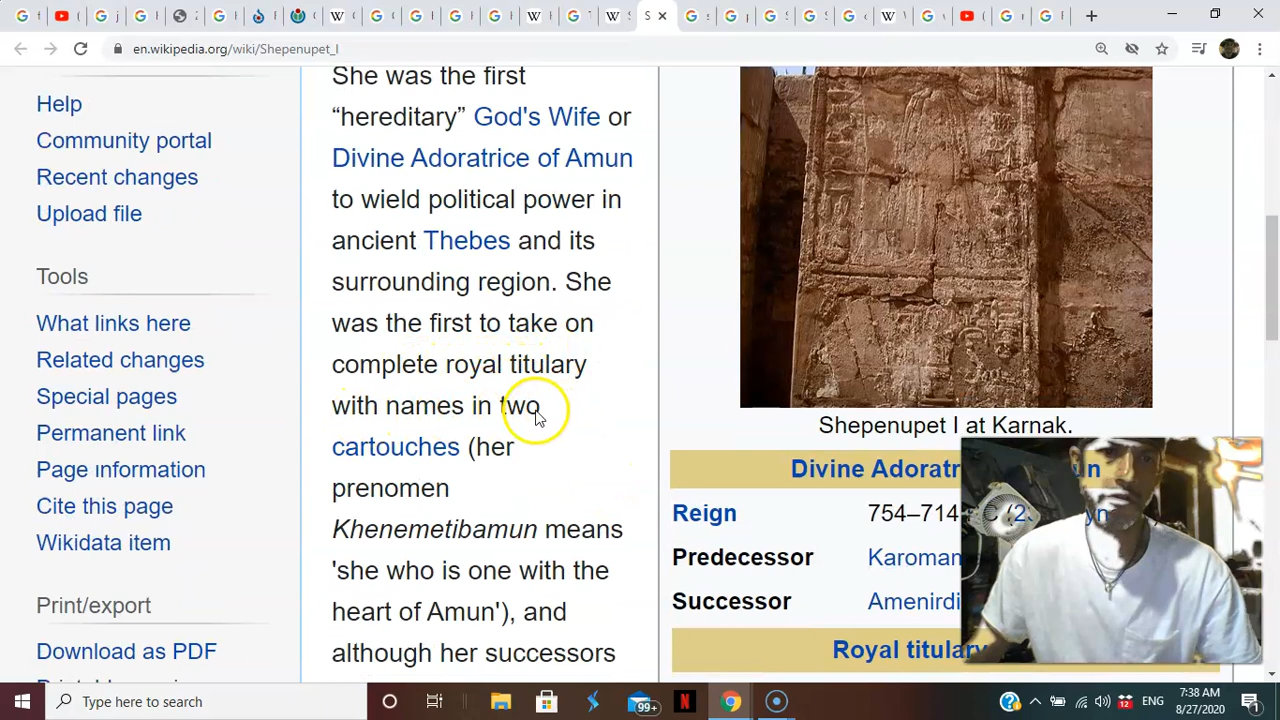 en.wikipedia.org/wiki/Shepenupet_I
Help
Community portal
Recent changes
Upload file
Tools
What links here
Related changes
Special pages
Permanent link
Page information
Cite this page
Wikidata item
Print/export
Download as PDF
She was the first
“hereditary” God's Wife or
Divine Adoratrice of Amun
to wield political power in
ancient Thebes and its
surrounding region. She
was the first to take on
complete royal titulary
with names in two
cartouches (her
prenomen
Khenemetibamun means
'she who is one with the
heart of Amun'), and
although her successors
Shepenupet I at Karnak.
Divine
Reign 754–714
Predecessor
Successor
Royal titulary
Type here to search
99+
12
ENG
7:38 AM
8/27/2020
1